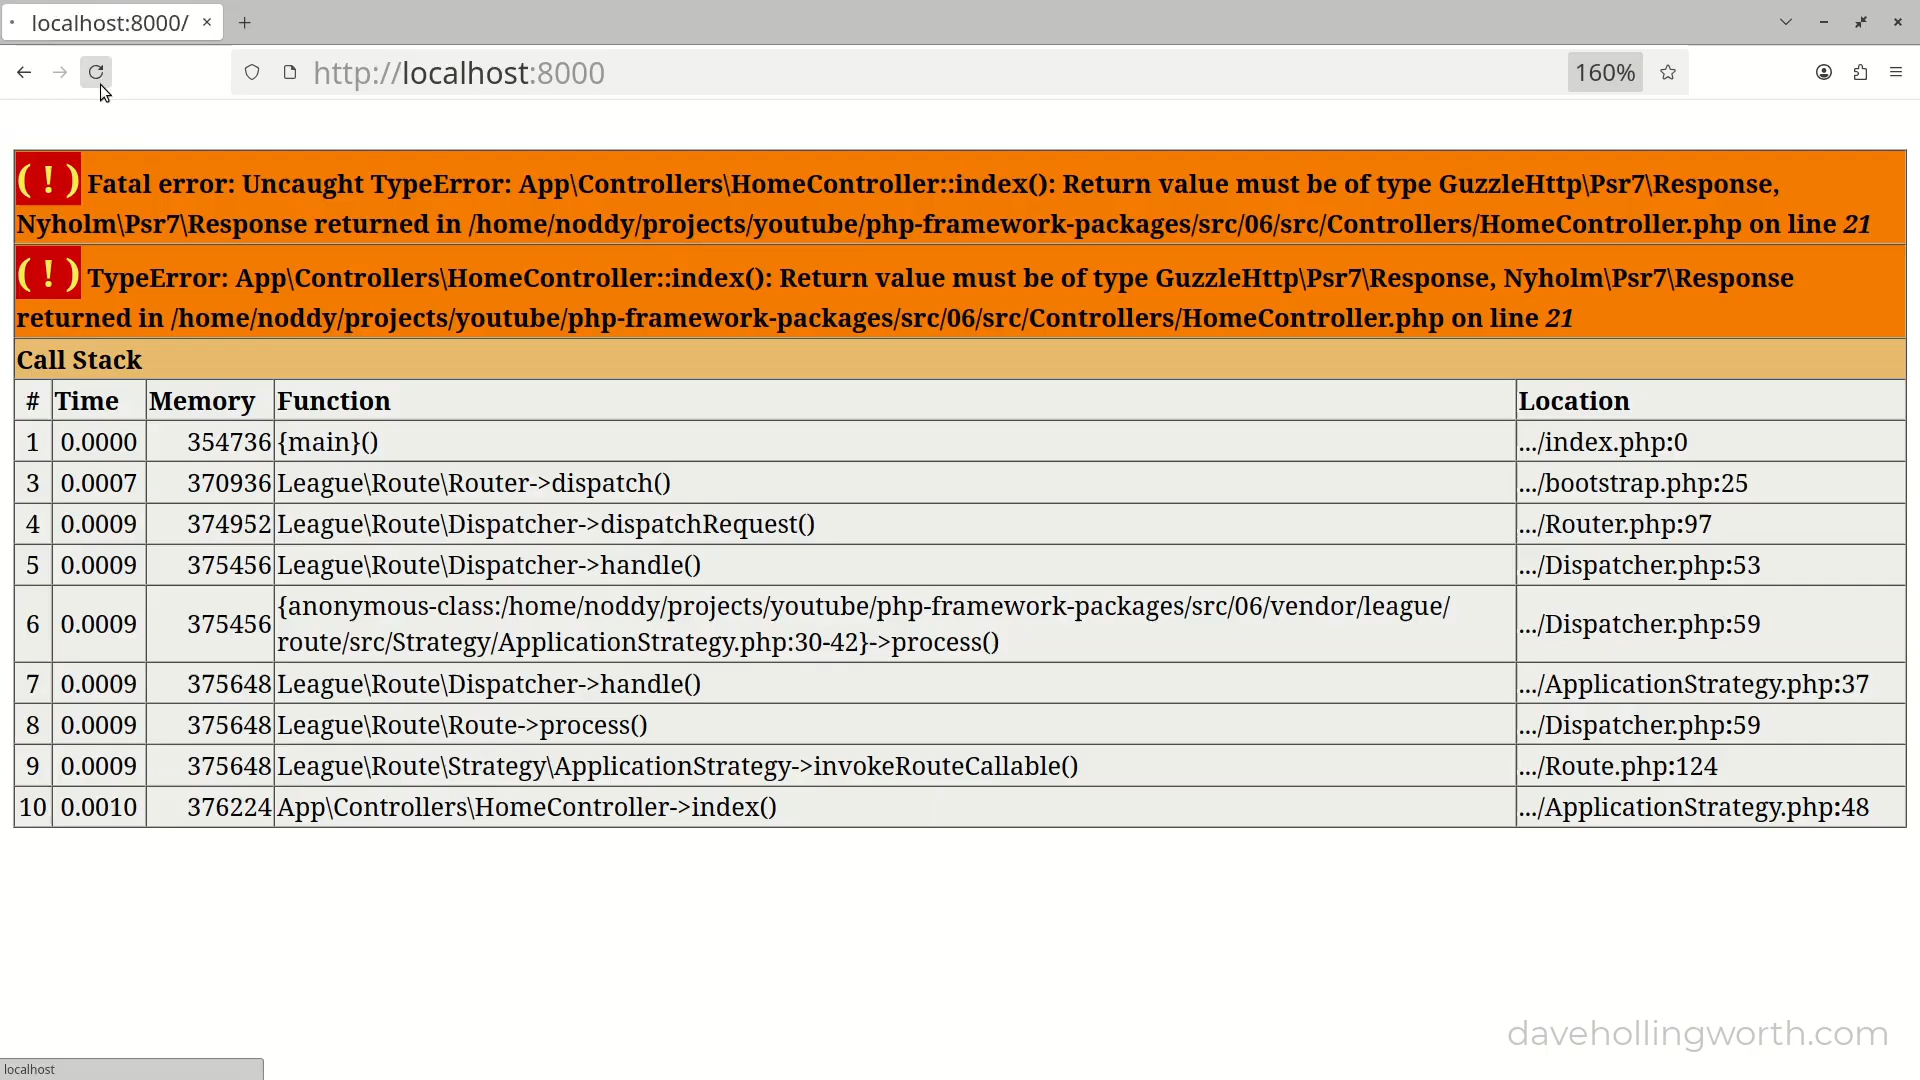 localhost:8000/
http://localhost:8000
160%
( ! ) Fatal error: Uncaught TypeError: App\Controllers\HomeController::index(): Return value must be of type GuzzleHttp\Psr7\Response,
Nyholm\Psr7\Response returned in /home/noddy/projects/youtube/php-framework-packages/src/06/src/Controllers/HomeController.php on line 21
( ! ) TypeError: App\Controllers\HomeController::index(): Return value must be of type GuzzleHttp\Psr7\Response, Nyholm\Psr7\Response
returned in /home/noddy/projects/youtube/php-framework-packages/src/06/src/Controllers/HomeController.php on line 21
Call Stack
# Time Memory Function Location
1 0.0000 354736 {main}() .../index.php:0
3 0.0007 370936 League\Route\Router->dispatch() .../bootstrap.php:25
4 0.0009 374952 League\Route\Dispatcher->dispatchRequest() .../Router.php:97
5 0.0009 375456 League\Route\Dispatcher->handle() .../Dispatcher.php:53
6 0.0009 375456 {anonymous-class:/home/noddy/projects/youtube/php-framework-packages/src/06/vendor/league/
route/src/Strategy/ApplicationStrategy.php:30-42}->process() .../Dispatcher.php:59
7 0.0009 375648 League\Route\Dispatcher->handle() .../ApplicationStrategy.php:37
8 0.0009 375648 League\Route\Route->process() .../Dispatcher.php:59
9 0.0009 375648 League\Route\Strategy\ApplicationStrategy->invokeRouteCallable() .../Route.php:124
10 0.0010 376224 App\Controllers\HomeController->index() .../ApplicationStrategy.php:48
davehollingworth.com
localhost